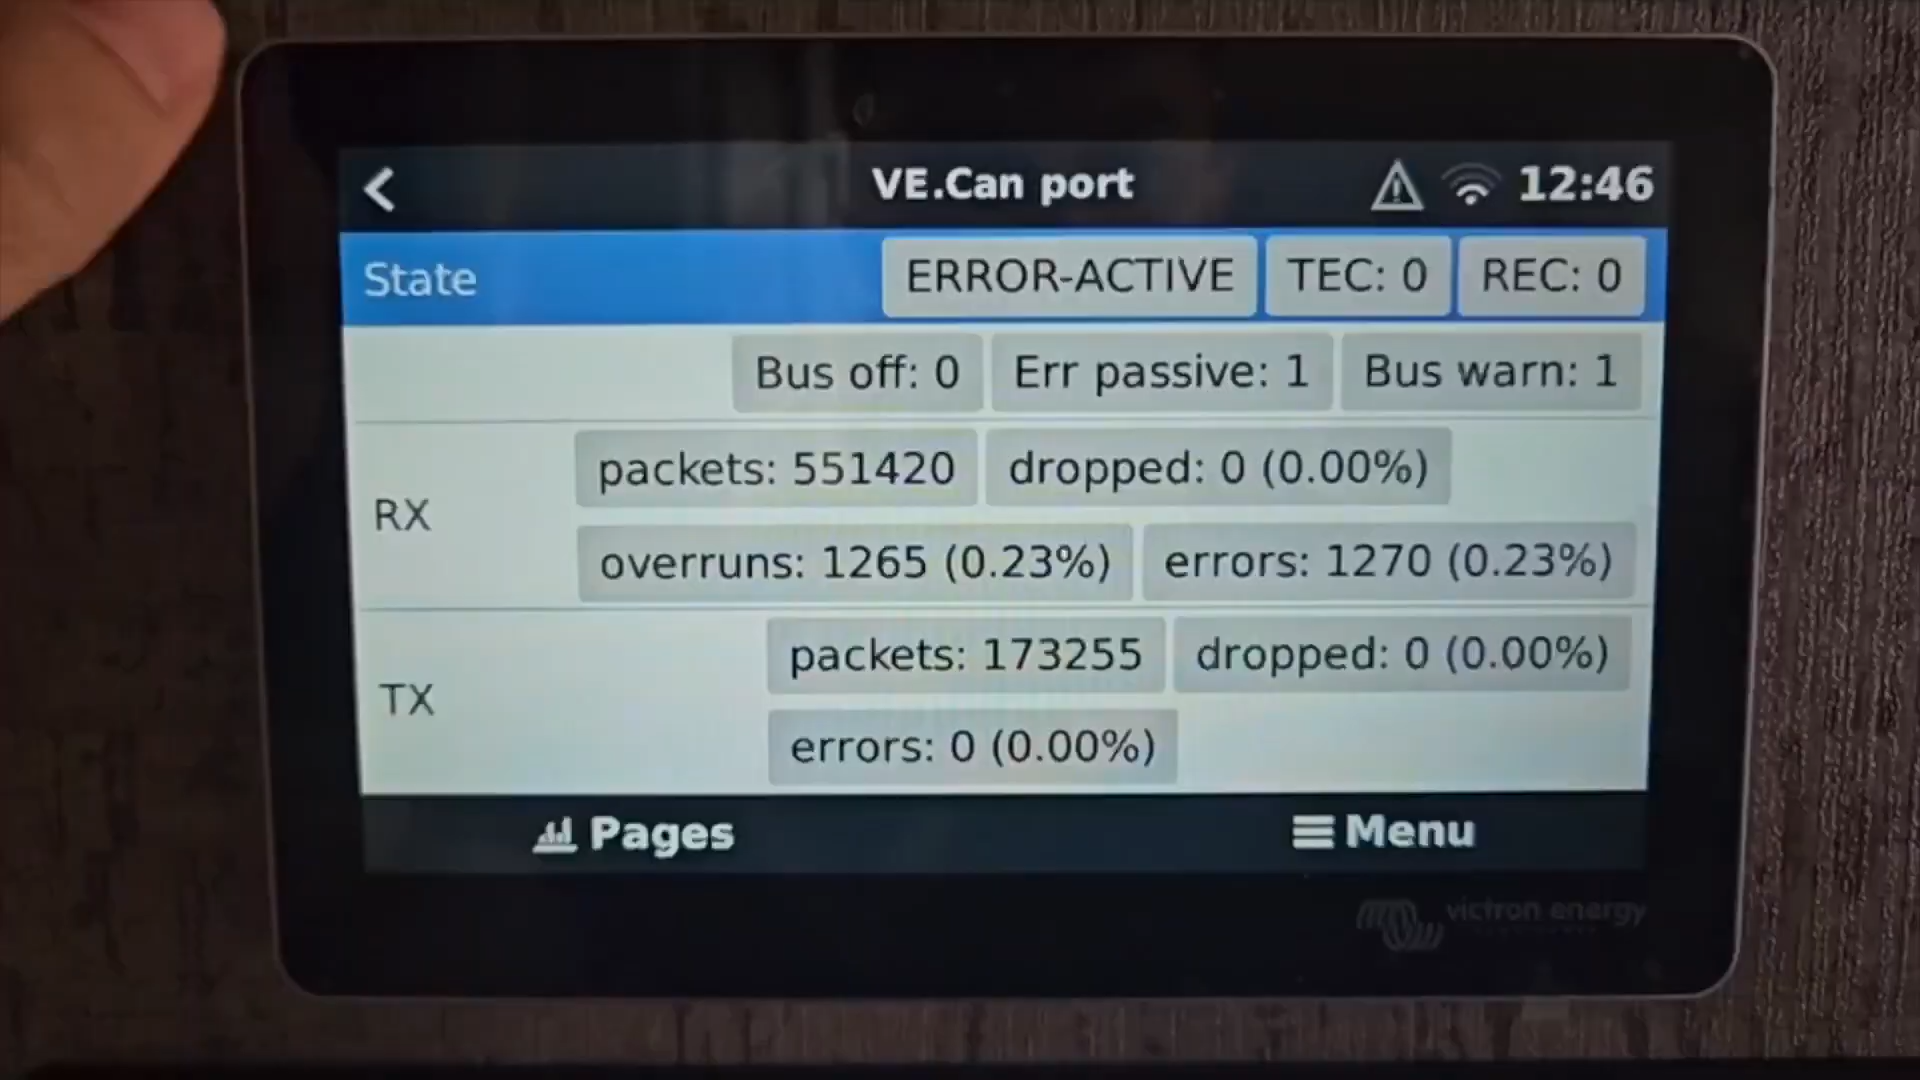 VE.Can port 12:46
State ERROR-ACTIVE TEC: 0 REC: 0
Bus off: 0 Err passive: 1 Bus warn: 1
RX
packets: 551420 dropped: 0 (0.00%)
overruns: 1265 (0.23%) errors: 1270 (0.23%)
TX
packets: 173255 dropped: 0 (0.00%)
errors: 0 (0.00%)
Pages Menu
victron energy